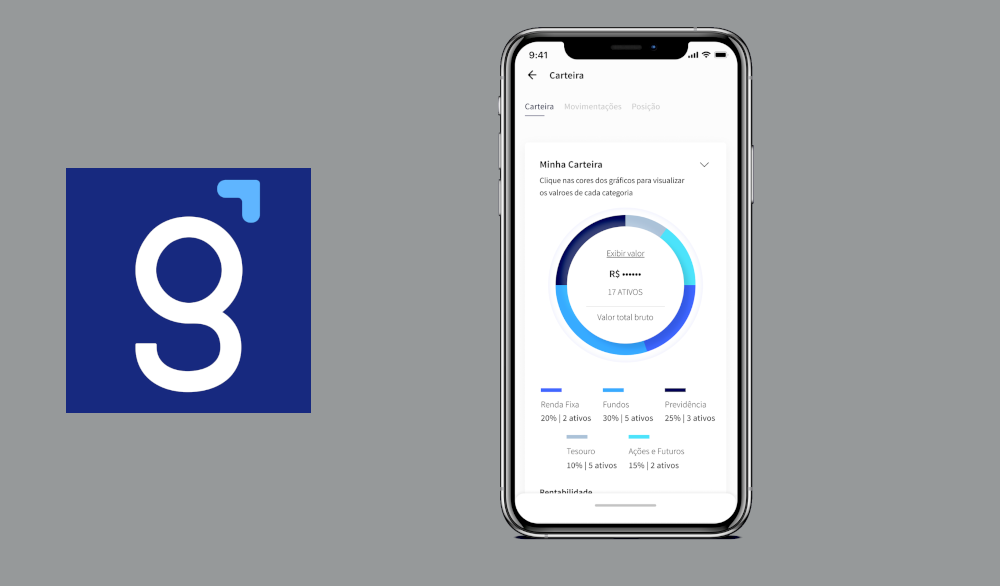 g
9:41
Carteira
Carteira Movimentações Posição
Minha Carteira
Clique nas cores dos gráficos para visualizar
os valroes de cada categoria
Exibir valor
R$ ••••••
17 ATIVOS
Valor total bruto
Renda Fixa Fundos Previdência
20% | 2 ativos 30% | 5 ativos 25% | 3 ativos
Tesouro Ações e Futuros
10% | 5 ativos 15% | 2 ativos
Rentabilidade